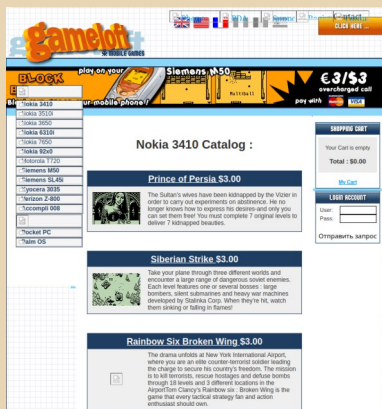 gameloft
MOBILE GAMES
Contact
CLICK HERE ...
BLOCK
play on your
Siemens M50
€3/$3
overcharged call
ur mobile phone!
pay with
VISA
Nokia 3410
Nokia 3510i
Nokia 3650
Nokia 6310i
Nokia 7650
Nokia 92x0
Motorola T720
Siemens M50
Siemens SL45i
Kyocera 3035
Verizon Z-800
Accompli 008
Pocket PC
Palm OS
Nokia 3410 Catalog :
Prince of Persia $3.00
The Sultan's wives have been kidnapped by the Vizier in
order to carry out experiments on abstinence. He no
longer knows how to express his desires-and only you
can set them free! You must complete 7 original levels to
deliver 7 kidnapped beauties.
Siberian Strike $3.00
Take your plane through three different worlds and
encounter a large range of dangerous soviet enemies.
Each level features one or several bosses : large
bombers, silent submarines and heavy war machines
developed by Stalinka Corp. When they're hit, watch
them sinking or falling in flames!
Rainbow Six Broken Wing $3.00
The drama unfolds at New York International Airport,
where you are an elite counter-terrorist soldier leading
the charge to secure his country's freedom. The mission
is to kill terrorists, rescue hostages and defuse bombs
through 18 levels and 3 different locations in the
AirportTom Clancy's Rainbow six : Broken Wing is the
game that every tactical strategy fan and action
enthusiast should own.
SHOPPING CART
Your Cart is empty
Total : $0.00
My Cart
LOGIN ACCOUNT
User:
Pass:
Отправить запрос